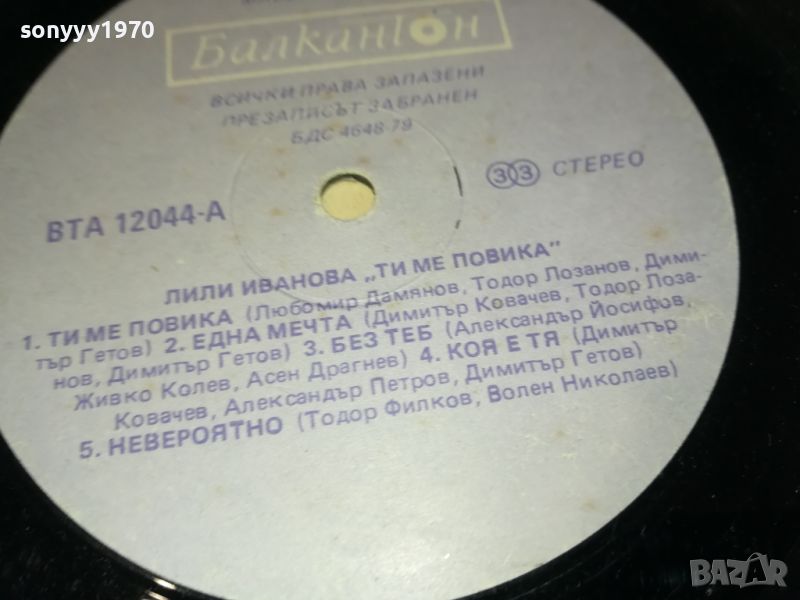 sonyyy1970
Балкантон
ВСИЧКИ ПРАВА ЗАПАЗЕНИ
ПРЕЗАПИСЪТ ЗАБРАНЕН
БДС 4648-79
ВТА 12044-А
33 СТЕРЕО
ЛИЛИ ИВАНОВА „ТИ МЕ ПОВИКА"
1. ТИ МЕ ПОВИКА (Любомир Дамянов, Тодор Лозанов, Дими-
тър Гетов) 2. ЕДНА МЕЧТА (Димитър Ковачев, Тодор Лоза-
нов, Димитър Гетов) 3. БЕЗ ТЕБ (Александър Йосифов,
Живко Колев, Асен Драгнев) 4. КОЯ Е ТЯ (Димитър
Ковачев, Александър Петров, Димитър Гетов)
5. НЕВЕРОЯТНО (Тодор Филков, Волен Николаев)
BAZAR